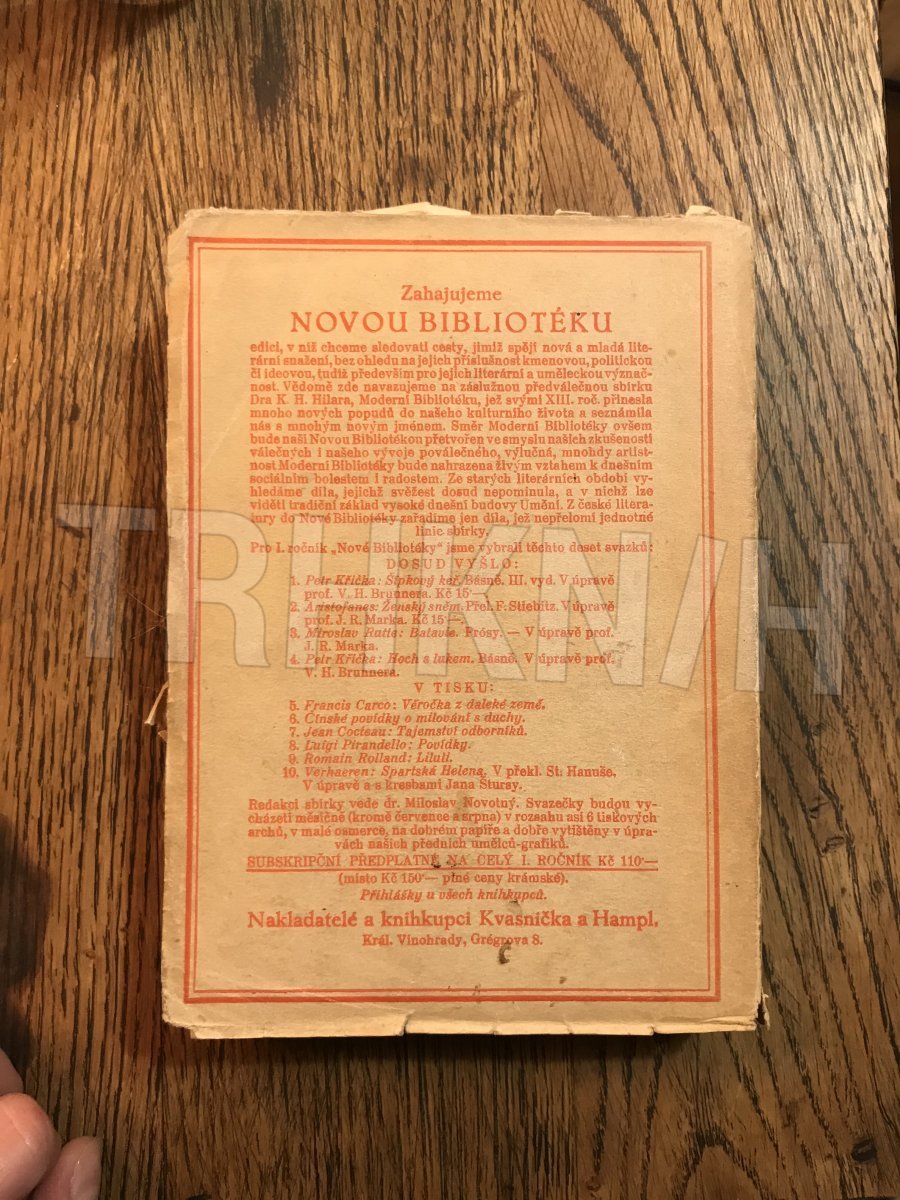 Zahajujeme
NOVOU BIBLIOTÉKU
edici, v níž chceme sledovati cesty, jimiž spějí nová a mladá lite-
rární snažení, bez ohledu na jejich příslušnost kmenovou, politickou
či ideovou, tudíž především pro jejich literární a uměleckou význač-
nost. Vědomě zde navazujeme na záslužnou předválečnou sbírku
Dra K. H. Hilara, Moderní Bibliotéku, jež svými XIII. roč. přinesla
mnoho nových popudů do našeho kulturního života a seznámila
nás s mnohým novým jménem. Směr Moderní Bibliotéky ovšem
bude naší Novou Bibliotékou přetvořen ve smyslu našich zkušeností
válečných i našeho vývoje poválečného, výlučná, mnohdy artist-
nost Moderní Bibliotéky bude nahrazena živým vztahem k dnešním
sociálním bolestem i radostem. Ze starých literárních období vy-
hledáme díla, jejichž svěžest dosud nepominula, a v nichž lze
viděti tradiční základ vysoké dnešní budovy Umění. Z české litera-
tury do Nové Bibliotéky zařadíme jen díla, jež nepřelomí jednotné
linie sbírky.
Pro I. ročník „Nové Bibliotéky" jsme vybrali těchto deset svazků:
DOSUD VYŠLO:
1. Petr Křička: Šípkový keř. Básně. III. vyd. V úpravě
prof. V. H. Brunnera. Kč 15·—
2. Aristofanes: Ženský sněm. Přel. F. Stiebitz. V úpravě
prof. J. R. Marka. Kč 15·—.
3. Miroslav Rutte: Batavie. Prósy. — V úpravě prof.
J. R. Marka.
4. Petr Křička: Hoch s lukem. Básně. V úpravě prof.
V. H. Brunnera.
V TISKU:
5. Francis Carco: Věročka z daleké země.
6. Čínské povídky o milování s duchy.
7. Jean Cocteau: Tajemství odborníků.
8. Luigi Pirandello: Povídky.
9. Romain Rolland: Liluli.
10. Verhaeren: Spartská Helena. V překl. St. Hanuše.
V úpravě a s kresbami Jana Štursy.
Redakci sbírky vede dr. Miloslav Novotný. Svazečky budou vy-
cházeti měsíčně (kromě července a srpna) v rozsahu asi 6 tiskových
archů, v malé osmerce, na dobrém papíře a dobře vytištěny v úpra-
vách našich předních umělců-grafiků.
SUBSKRIPČNÍ PŘEDPLATNÉ NA CELÝ I. ROČNÍK Kč 110·—
(místo Kč 150·— plné ceny krámské).
Přihlášky u všech knihkupců.
Nakladatelé a knihkupci Kvasnička a Hampl.
Král. Vinohrady, Grégrova 8.
TRHKNIH